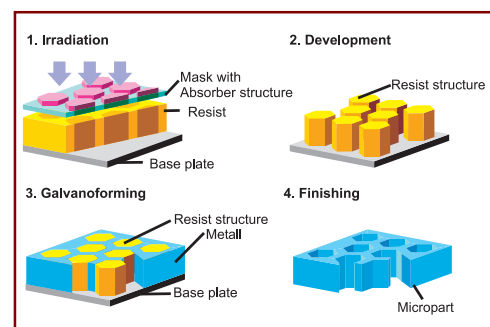 1. Irradiation
Mask with
Absorber structure
Resist
Base plate
2. Development
Resist structure
3. Galvanoforming
Resist structure
Metall
Base plate
4. Finishing
Micropart